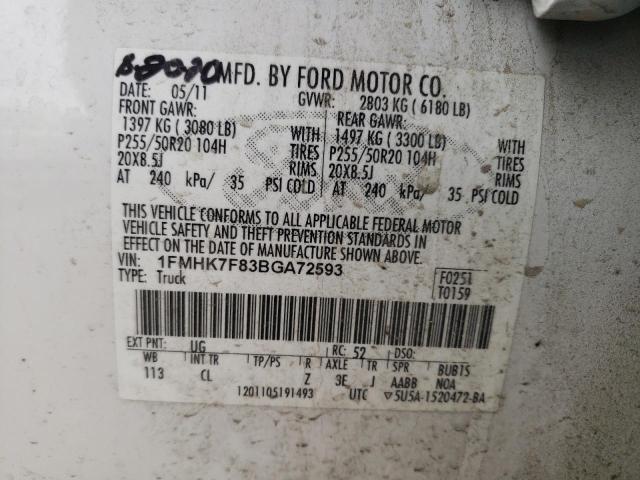 MFD. BY FORD MOTOR CO.
DATE: 05/11 GVWR: 2803 KG ( 6180 LB)
FRONT GAWR: REAR GAWR:
1397 KG ( 3080 LB) WITH 1497 KG ( 3300 LB) WITH
P255/50R20 104H TIRES P255/50R20 104H TIRES
20X8.5J RIMS 20X8.5J RIMS
AT 240 kPa/ 35 PSI COLD AT 240 kPa/ 35 PSI COLD
THIS VEHICLE CONFORMS TO ALL APPLICABLE FEDERAL MOTOR
VEHICLE SAFETY AND THEFT PREVENTION STANDARDS IN
EFFECT ON THE DATE OF MANUFACTURE SHOWN ABOVE.
VIN: 1FMHK7F83BGA72593
TYPE: Truck
F0251
T0159
EXT PNT: UG RC: 52 DSO:
WB INT TR TP/PS R AXLE TR SPR BUBTS
113 CL Z 3E J AABB NOA
1201105191493 UTC 5U5A-1520472-BA